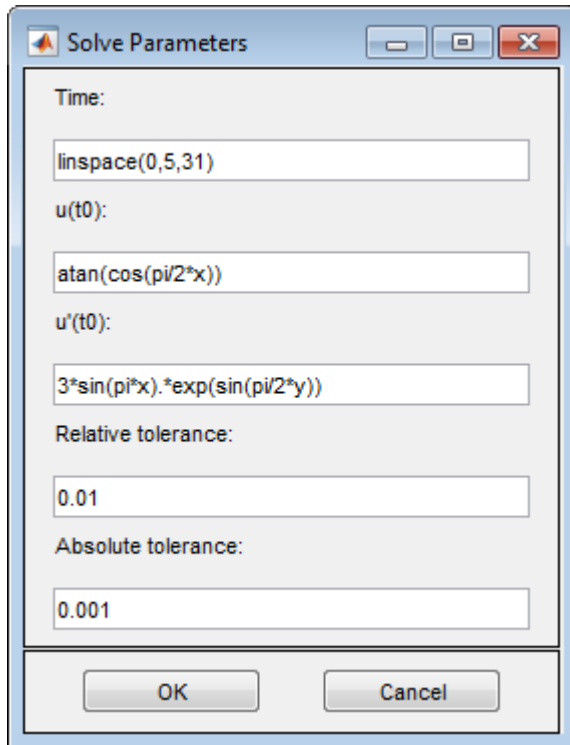 Solve Parameters
Time:
linspace(0,5,31)
u(t0):
atan(cos(pi/2*x))
u'(t0):
3*sin(pi*x).*exp(sin(pi/2*y))
Relative tolerance:
0.01
Absolute tolerance:
0.001
OK Cancel